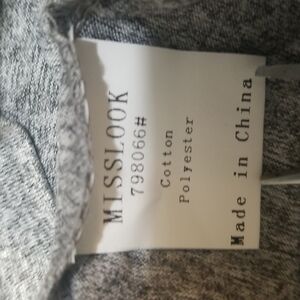 MISSLOOK
798066#
Cotton
Polyester
Made in China